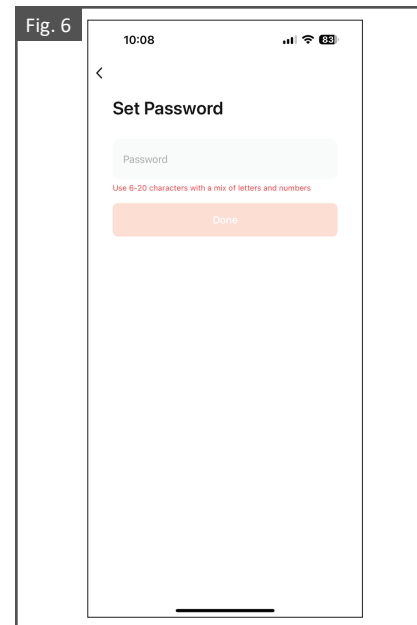 Fig. 6
10:08
83
Set Password
Password
Use 6-20 characters with a mix of letters and numbers
Done